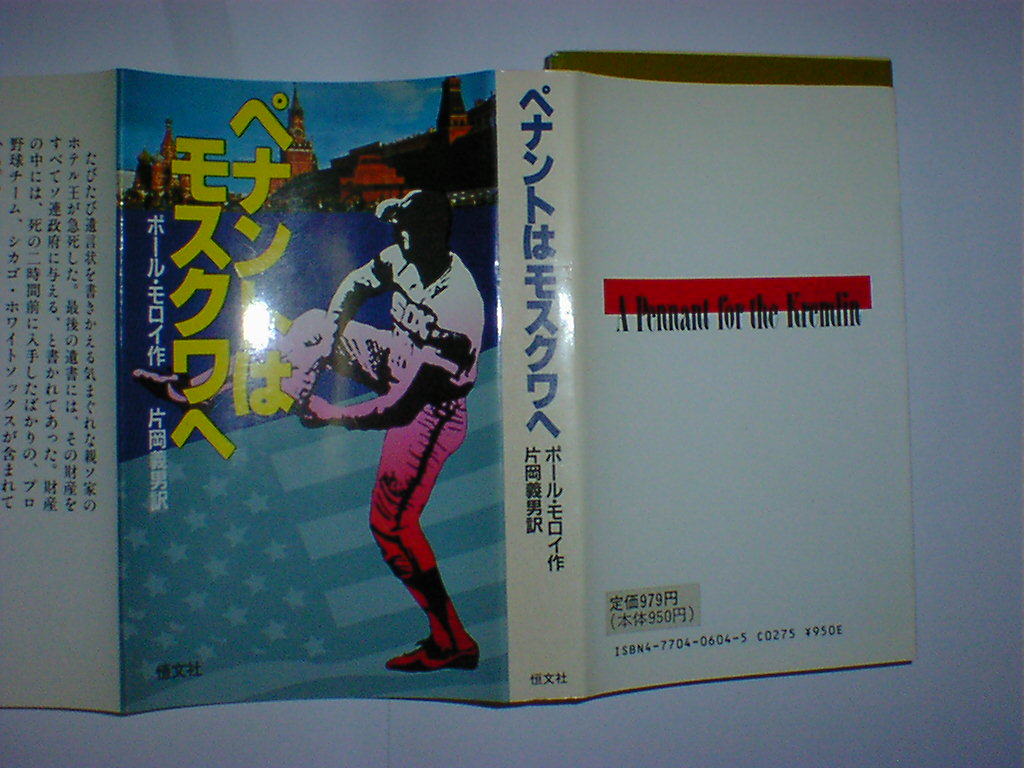 たびたび遺言状を書きかえる気まぐれな親ソ家の
ホテル王が急死した。最後の遺書には、その財産を
すべてソ連政府に与える、と書かれてあった。財産
の中には、死の二時間前に入手したばかりの、プロ
野球チーム、シカゴ・ホワイトソックスが含まれて
ペナントは
モスクワへ
ポール・モロイ作
片岡義男訳
恒文社
ペナントはモスクワへ
ポール・モロイ作
片岡義男訳
恒文社
A Pennant for the Kremlin
定価979円
(本体950円)
ISBN4-7704-0604-5 C0275 ¥950E